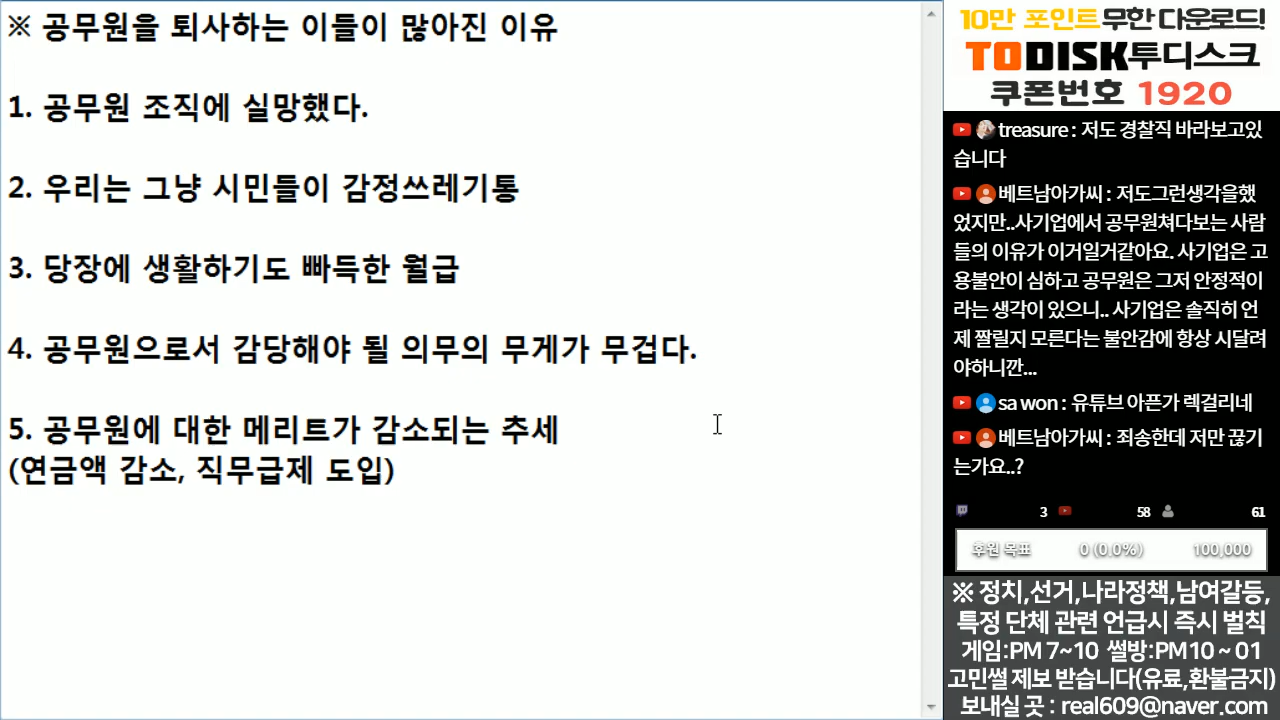 ※ 공무원을 퇴사하는 이들이 많아진 이유
1. 공무원 조직에 실망했다.
2. 우리는 그냥 시민들이 감정쓰레기통
3. 당장에 생활하기도 빠득한 월급
4. 공무원으로서 감당해야 될 의무의 무게가 무겁다.
5. 공무원에 대한 메리트가 감소되는 추세
(연금액 감소, 직무급제 도입)
10만 포인트무한 다운로드!
TODISK투디스크
쿠폰번호 1920
treasure : 저도 경찰직 바라보고있
습니다
베트남아가씨 : 저도그런생각을했
었지만..사기업에서 공무원쳐다보는 사람
들의 이유가 이거일거같아요. 사기업은 고
용불안이 심하고 공무원은 그저 안정적이
라는 생각이 있으니.. 사기업은 솔직히 언
제 짤릴지 모른다는 불안감에 항상 시달려
야하니깐...
sa won : 유튜브 아픈가 렉걸리네
베트남아가씨 : 죄송한데 저만 끊기
는가요..?
3 58 61
후원 목표 0 (0.0%) 100,000
※ 정치,선거,나라정책,남여갈등,
특정 단체 관련 언급시 즉시 벌칙
게임:PM 7~10 썰방:PM 10 ~ 01
고민썰 제보 받습니다(유료,환불금지)
보내실 곳 : real609@naver.com